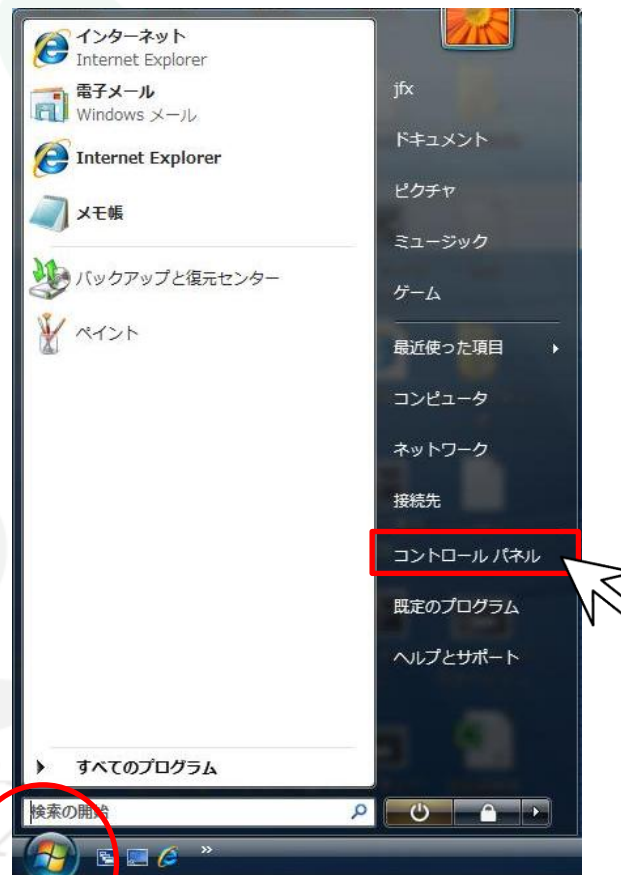 インターネット
Internet Explorer
電子メール
Windows メール
Internet Explorer
メモ帳
バックアップと復元センター
ペイント
すべてのプログラム
検索の開始
jfx
ドキュメント
ピクチャ
ミュージック
ゲーム
最近使った項目
コンピュータ
ネットワーク
接続先
コントロール パネル
既定のプログラム
ヘルプとサポート